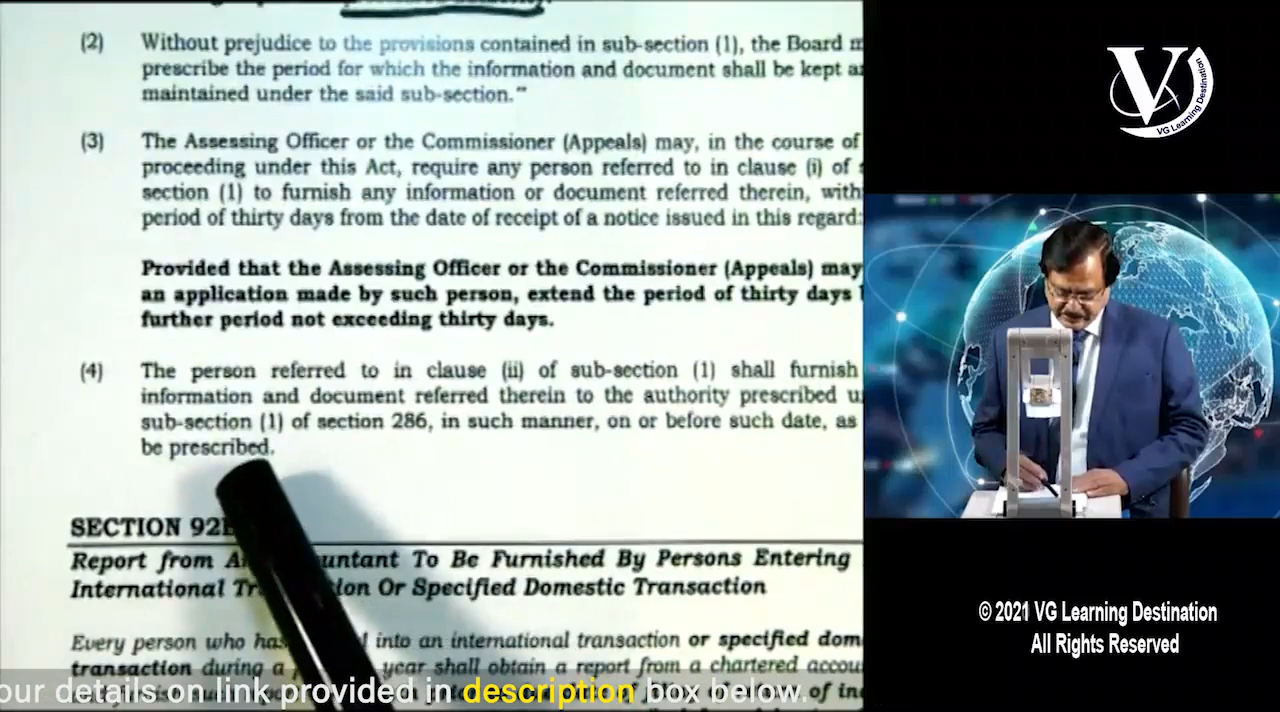 (2) Without prejudice to the provisions contained in sub-section (1), the Board
prescribe the period for which the information and document shall be kept
maintained under the said sub-section."
(3) The Assessing Officer or the Commissioner (Appeals) may, in the course of
proceeding under this Act, require any person referred to in clause (i) of
section (1) to furnish any information or document referred therein,
period of thirty days from the date of receipt of a notice issued in this regard:
Provided that the Assessing Officer or the Commissioner (Appeals) may
an application made by such person, extend the period of thirty days
further period not exceeding thirty days.
(4) The person referred to in clause (ii) of sub-section (1) shall furnish
information and document referred therein to the authority prescribed
sub-section (1) of section 286, in such manner, on or before such date, as
be prescribed.
SECTION
Report from To Be Furnished By Persons Entering
International Or Specified Domestic Transaction
Every person who has into an international transaction or specified
transaction during a year shall obtain a report from a chartered
our details on link provided in description box below.
V
VG Learning Destination
© 2021 VG Learning Destination
All Rights Reserved